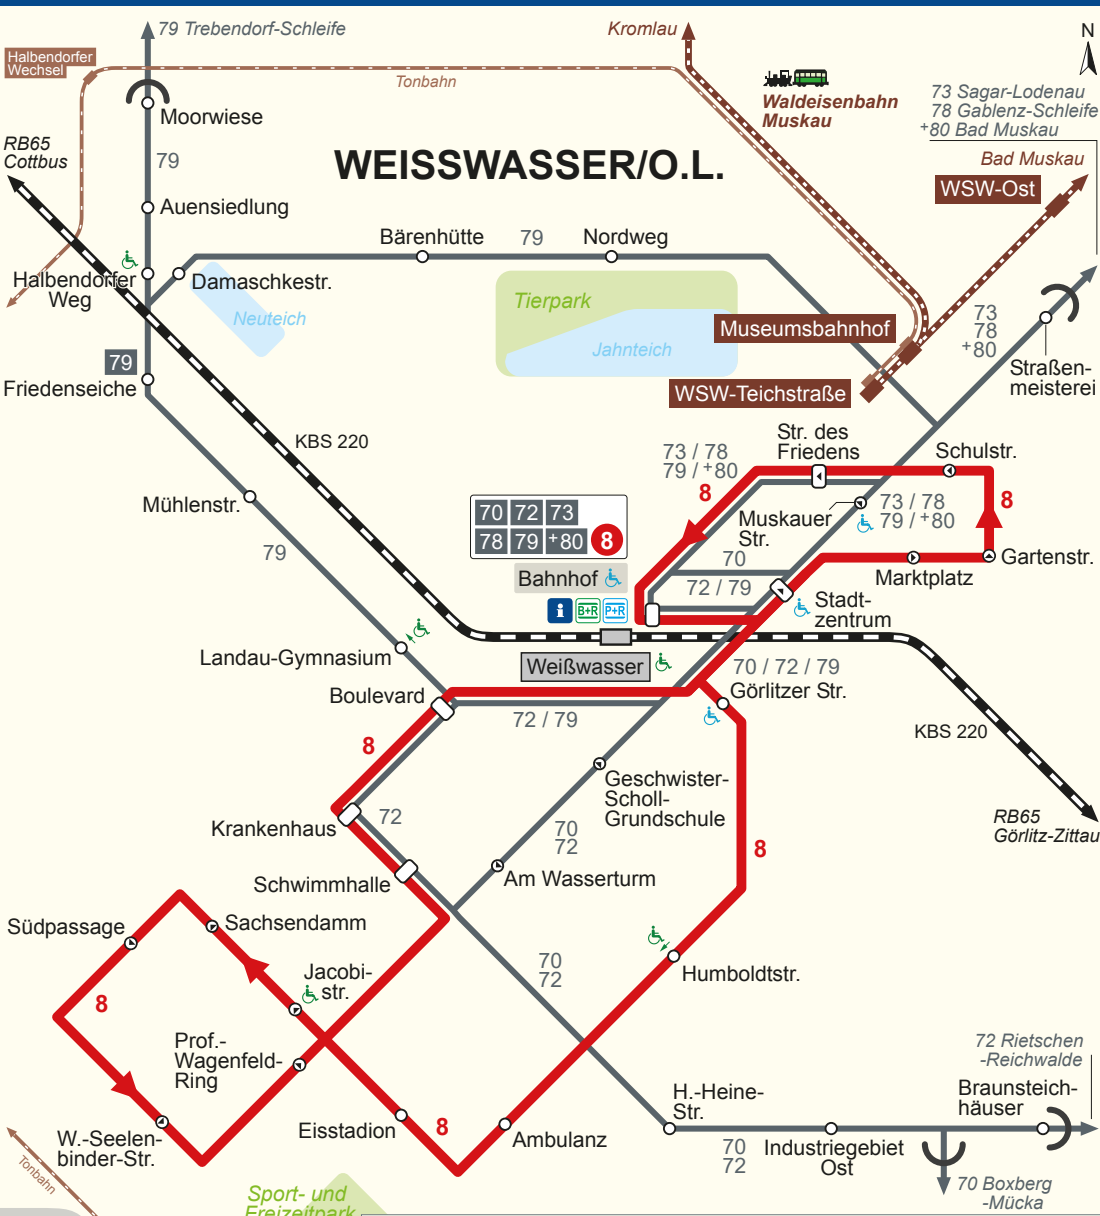 79 Trebendorf-Schleife
Kromlau
N
Halbendorfer
Wechsel
Tonbahn
Waldeisenbahn
Muskau
73 Sagar-Lodenau
78 Gablenz-Schleife
+80 Bad Muskau
Moorwiese
RB65
Cottbus
79
WEISSWASSER/O.L.
Bad Muskau
WSW-Ost
Auensiedlung
Bärenhütte
79
Nordweg
Halbendorfer
Weg
Damaschkestr.
Neuteich
Tierpark
Jahnteich
Museumsbahnhof
73
78
+80
79
Friedenseiche
WSW-Teichstraße
Straßen-
meisterei
KBS 220
Str. des
Friedens
73 / 78
79 / +80
Schulstr.
8
8
Mühlenstr.
70 72 73
78 79 +80 8
Muskauer
Str.
73 / 78
79 / +80
79
70
Gartenstr.
Bahnhof
72 / 79
Marktplatz
i
B+R
P+R
Stadt-
zentrum
Landau-Gymnasium
Weißwasser
70 / 72 / 79
Boulevard
Görlitzer Str.
72 / 79
KBS 220
8
Geschwister-
Scholl-
Grundschule
Krankenhaus
72
70
72
RB65
Görlitz-Zittau
8
Schwimmhalle
Am Wasserturm
Südpassage
Sachsendamm
70
72
Humboldtstr.
Jacobi-
str.
8
Prof.-
Wagenfeld-
Ring
72 Rietschen
-Reichwalde
H.-Heine-
Str.
Braunsteich-
häuser
W.-Seelen-
binder-Str.
Eisstadion
8
Ambulanz
70
72
Industriegebiet
Ost
Tonbahn
70 Boxberg
-Mücka
Sport- und
Freizeitpark